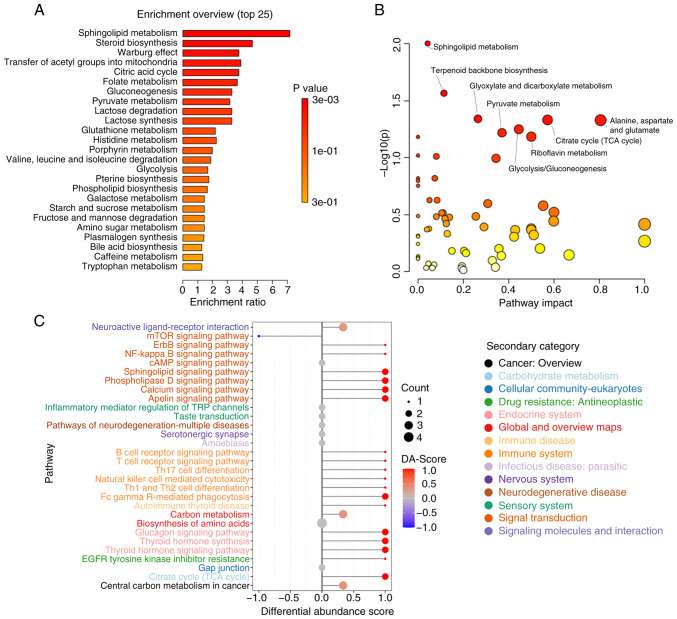 A
Enrichment overview (top 25)
Sphingolipid metabolism
Steroid biosynthesis
Warburg effect
Transfer of acetyl groups into mitochondria
Citric acid cycle
Folate metabolism
Gluconeogenesis
Pyruvate metabolism
Lactose degradation
Lactose synthesis
Glutathione metabolism
Histidine metabolism
Porphyrin metabolism
Valine, leucine and isoleucine degradation
Glycolysis
Pterine biosynthesis
Phospholipid biosynthesis
Galactose metabolism
Starch and sucrose metabolism
Fructose and mannose degradation
Amino sugar metabolism
Plasmalogen synthesis
Bile acid biosynthesis
Caffeine metabolism
Tryptophan metabolism
0 1 2 3 4 5 6 7
Enrichment ratio
P value
3e-03
1e-01
3e-01
B
2.0
1.5
1.0
0.5
0.0
–Log10(p)
Sphingolipid metabolism
Terpenoid backbone biosynthesis
Glyoxylate and dicarboxylate metabolism
Pyruvate metabolism
Alanine, aspartate
and glutamate
Citrate cycle (TCA cycle)
Riboflavin metabolism
Glycolysis/Gluconeogenesis
0.0 0.2 0.4 0.6 0.8 1.0
Pathway impact
C
Pathway
Neuroactive ligand-receptor interaction
mTOR signaling pathway
ErbB signaling pathway
NF-kappa B signaling pathway
cAMP signaling pathway
Sphingolipid signaling pathway
Phospholipase D signaling pathway
Calcium signaling pathway
Apelin signaling pathway
Inflammatory mediator regulation of TRP channels
Taste transduction
Pathways of neurodegeneration-multiple diseases
Serotonergic synapse
Amoebiasis
B cell receptor signaling pathway
T cell receptor signaling pathway
Th17 cell differentiation
Natural killer cell mediated cytotoxicity
Th1 and Th2 cell differentiation
Fc gamma R-mediated phagocytosis
Autoimmune thyroid disease
Carbon metabolism
Biosynthesis of amino acids
Glucagon signaling pathway
Thyroid hormone synthesis
Thyroid hormone signaling pathway
EGFR tyrosine kinase inhibitor resistance
Gap junction
Citrate cycle (TCA cycle)
Central carbon metabolism in cancer
−1.0 −0.5 0.0 0.5 1.0
Differential abundance score
Count
1
2
3
4
DA-Score
1.0
0.5
0.0
−0.5
−1.0
Secondary category
Cancer: Overview
Carbohydrate metabolism
Cellular community-eukaryotes
Drug resistance: Antineoplastic
Endocrine system
Global and overview maps
Immune disease
Immune system
Infectious disease: parasitic
Nervous system
Neurodegenerative disease
Sensory system
Signal transduction
Signaling molecules and interaction